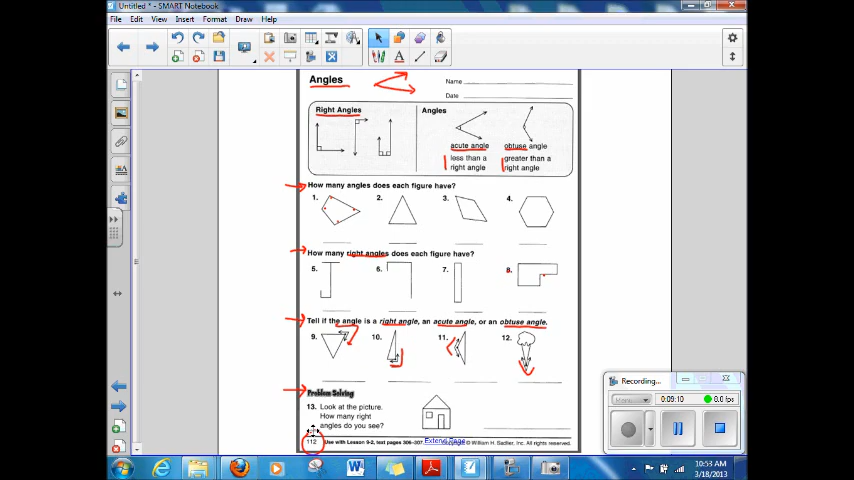 Untitled * - SMART Notebook
File Edit View Insert Format Draw Help
Angles
Name
Date
Right Angles
Angles
acute angle
less than a
right angle
obtuse angle
greater than a
right angle
How many angles does each figure have?
1. 2. 3. 4.
How many right angles does each figure have?
5. 6. 7. 8.
Tell if the angle is a right angle, an acute angle, or an obtuse angle.
9. 10. 11. 12.
Problem Solving
13. Look at the picture.
How many right
angles do you see?
112 Use with Lesson 9-2, text pages 306-307.
Extend Page
Copyright © William H. Sadlier, Inc. All rights reserved.
Recording...
Menu
0:09:10
8.0 fps
10:53 AM
3/18/2013